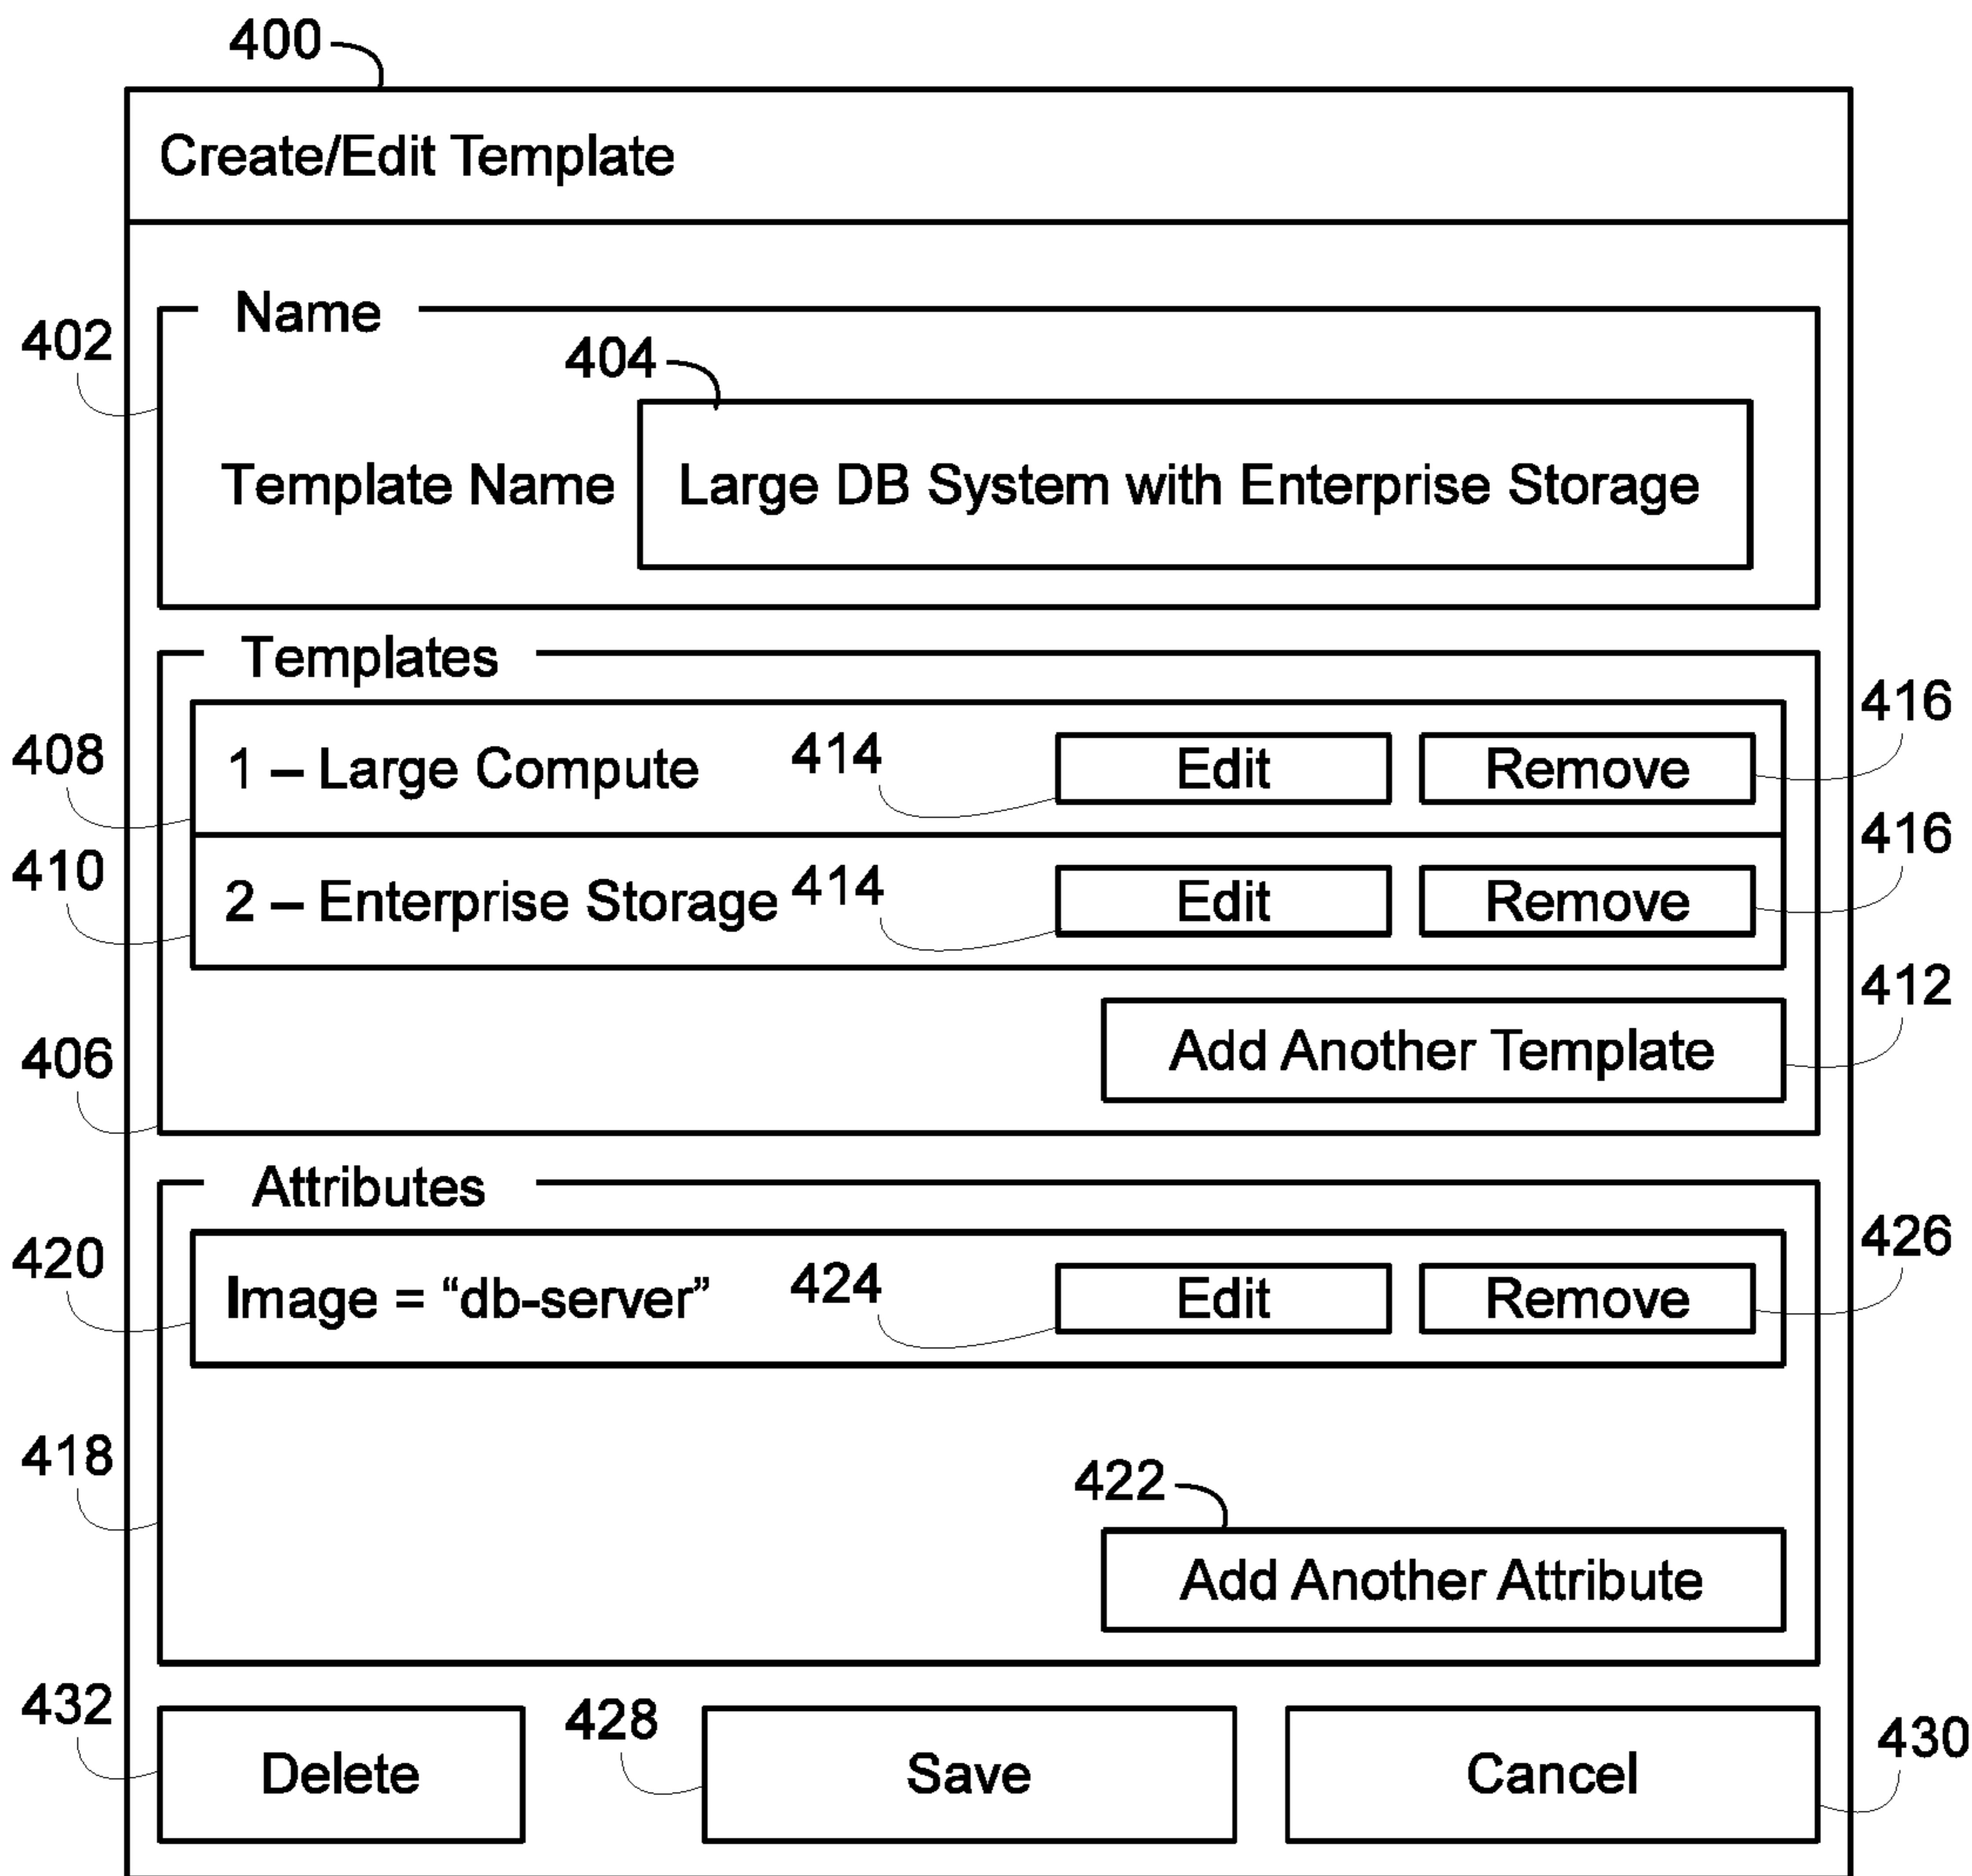 400
Create/Edit Template
Name
402
404
Template Name Large DB System with Enterprise Storage
Templates
416
408 1 – Large Compute 414 Edit Remove
416
410 2 – Enterprise Storage 414 Edit Remove
412
406 Add Another Template
Attributes
420 426
Image = “db-server” 424 Edit Remove
418
422
Add Another Attribute
432 428 430
Delete Save Cancel